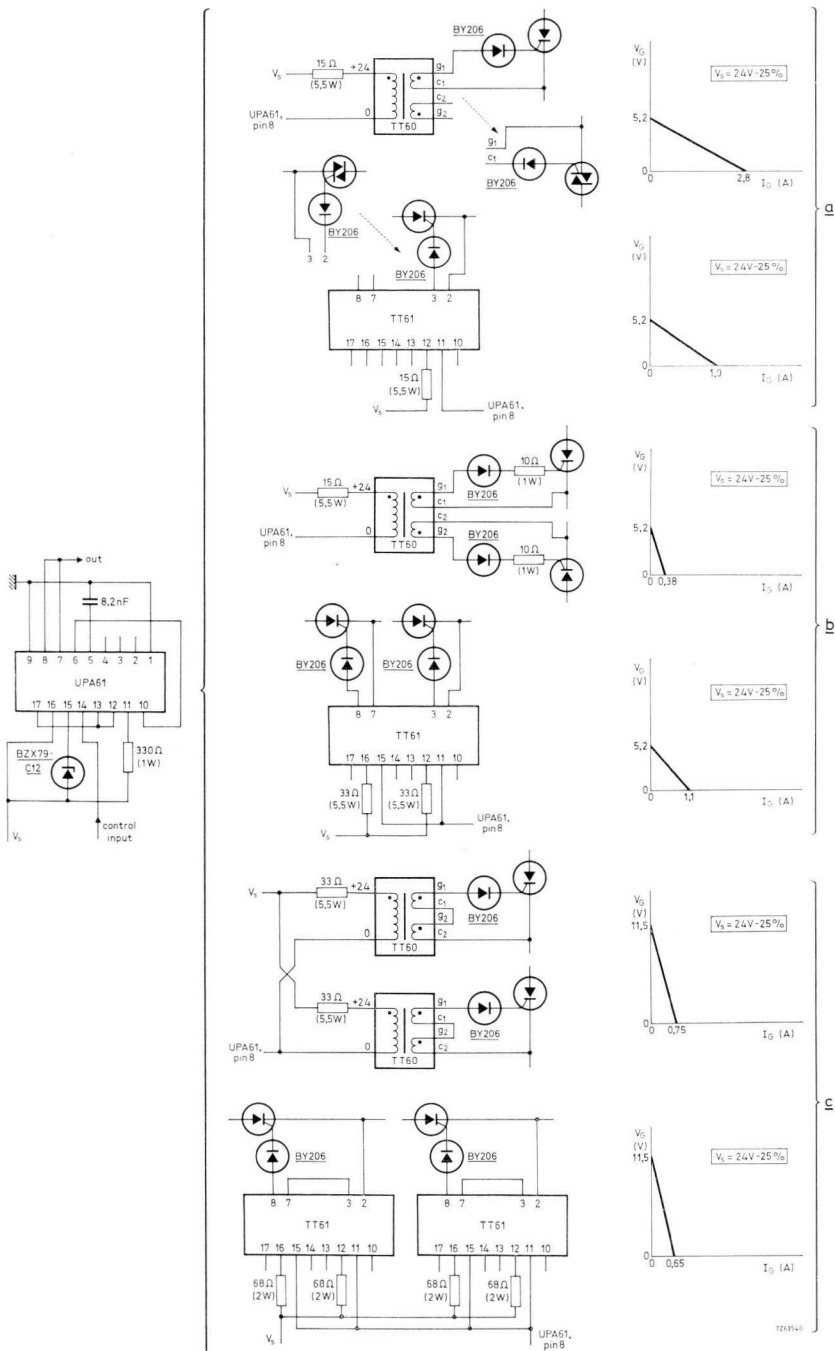 BY206
Vs 15Ω +24 g1
(5,5W) c1
UPA61, 0 c2
pin 8 TT60 g2
g1
c1
BY206
VG
(V)
Vs = 24V-25%
5,2
0
0 2,8 IG (A)
a
BY206
3 2
BY206
8 7 3 2
TT61
17 16 15 14 13 12 11 10
15Ω
(5,5W)
Vs UPA61,
pin 8
VG
(V)
Vs = 24V-25%
5,2
0
0 1,9 IG (A)
Vs 15Ω +24 g1 BY206 10Ω
(5,5W) c1 (1W)
UPA61, 0 c2 BY206
pin 8 TT60 g2 10Ω
(1W)
VG
(V)
Vs = 24V-25%
5,2
0
0 0,38 IG (A)
b
BY206 BY206
8 7 3 2
TT61
17 16 15 14 13 12 11 10
33Ω 33Ω
(5,5W) (5,5W)
UPA61,
pin 8
Vs
VG
(V)
Vs = 24V-25%
5,2
0
0 1,1 IG (A)
out
8,2nF
9 8 7 6 5 4 3 2 1
UPA61
17 16 15 14 13 12 11 10
BZX79-
C12
330Ω
(1W)
control
input
Vs
Vs 33Ω +24 g1
(5,5W) c1 BY206
g2
0 c2
TT60
33Ω +24 g1
(5,5W) c1 BY206
g2
UPA61, 0 c2
pin 8 TT60
VG
(V)
Vs = 24V-25%
11,5
0
0 0,75 IG (A)
c
BY206 BY206
8 7 3 2 8 7 3 2
TT61 TT61
17 16 15 14 13 12 11 10 17 16 15 14 13 12 11 10
68Ω 68Ω 68Ω 68Ω
(2W) (2W) (2W) (2W)
Vs UPA61,
pin 8
VG
(V)
Vs = 24V-25%
11,5
0
0 0,65 IG (A)
7263540